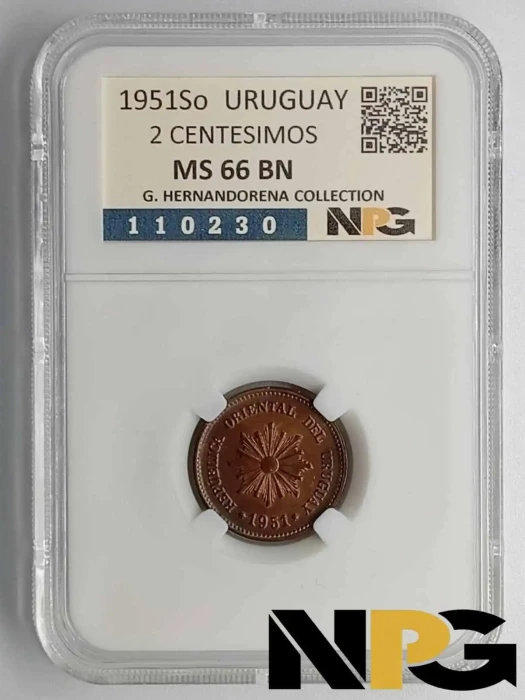 1951So URUGUAY
2 CENTESIMOS
MS 66 BN
G. HERNANDORENA COLLECTION
110230 NPG
REPUBLICA ORIENTAL DEL URUGUAY
1951
NPG